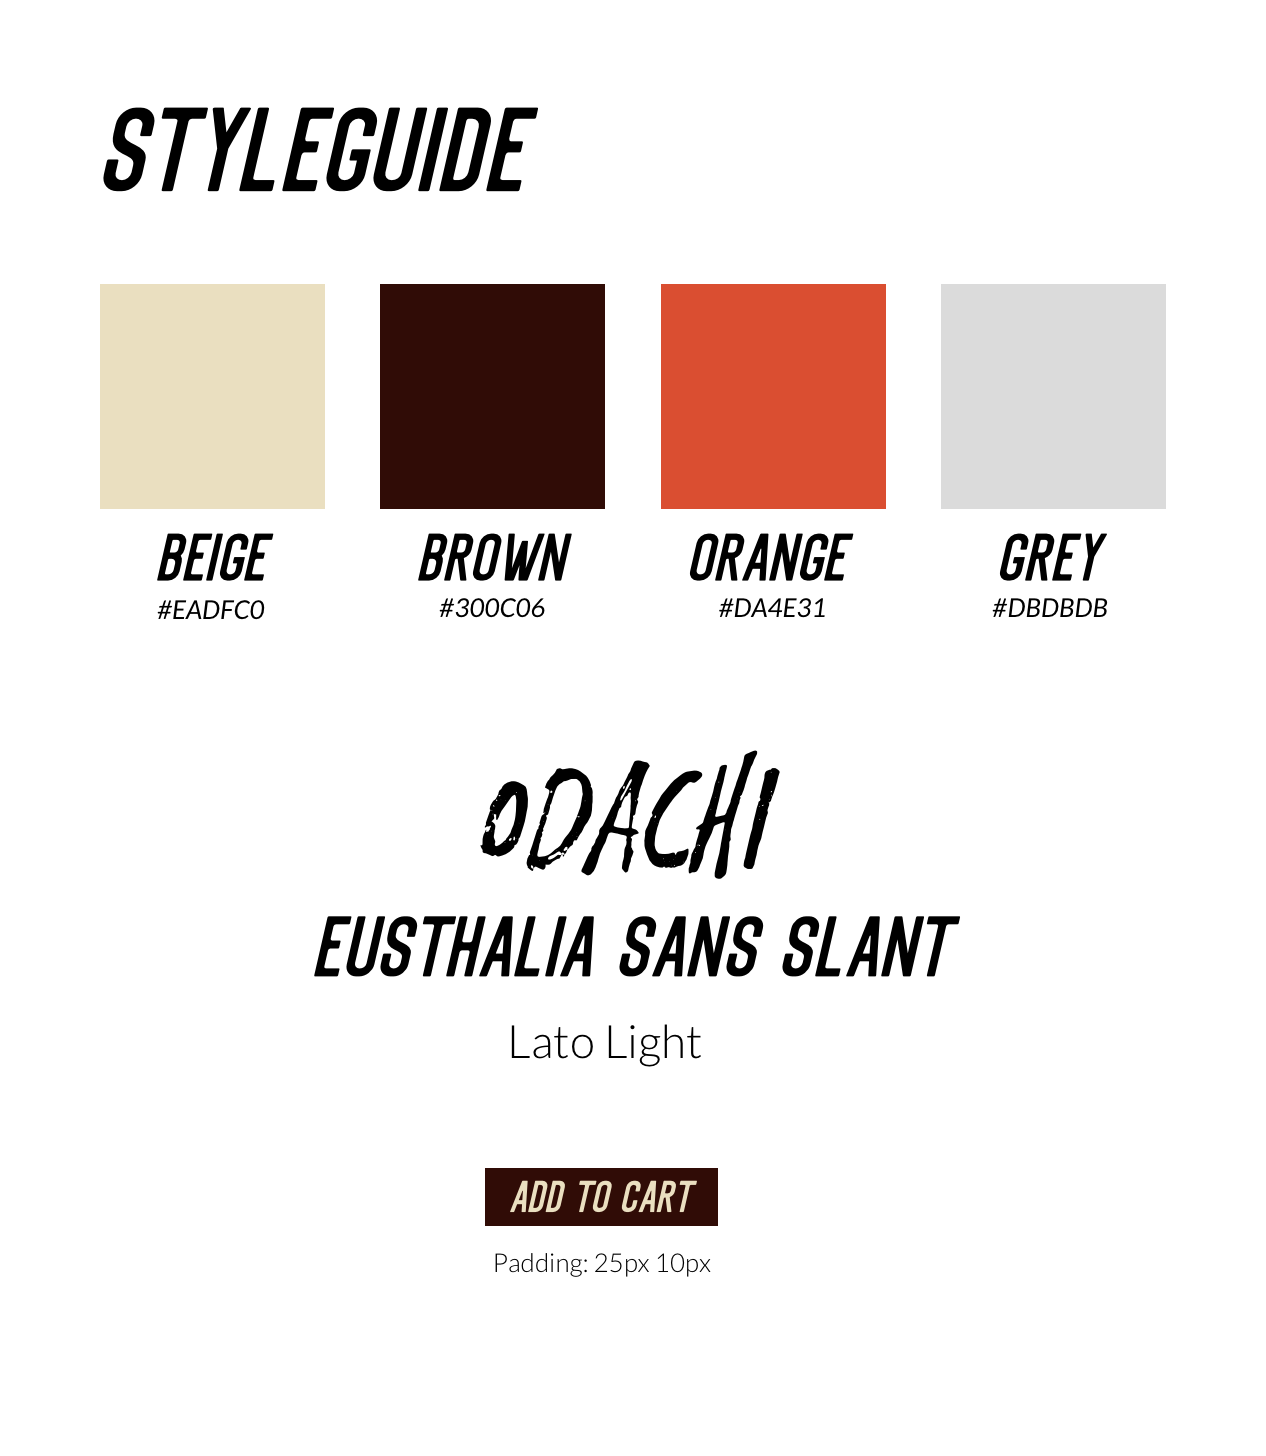 STYLEGUIDE
BEIGE BROWN ORANGE GREY
#EADFC0 #300C06 #DA4E31 #DBDBDB
ODACHI
EUSTHALIA SANS SLANT
Lato Light
ADD TO CART
Padding: 25px 10px